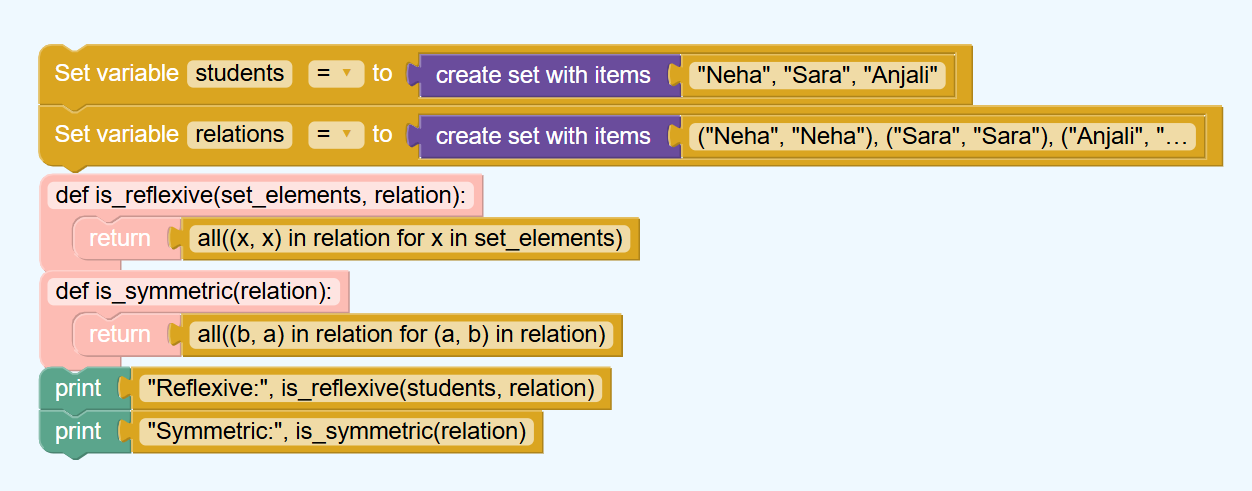 Set variable students = to create set with items "Neha", "Sara", "Anjali"
Set variable relations = to create set with items ("Neha", "Neha"), ("Sara", "Sara"), ("Anjali", "...
def is_reflexive(set_elements, relation):
return all((x, x) in relation for x in set_elements)
def is_symmetric(relation):
return all((b, a) in relation for (a, b) in relation)
print "Reflexive:", is_reflexive(students, relation)
print "Symmetric:", is_symmetric(relation)